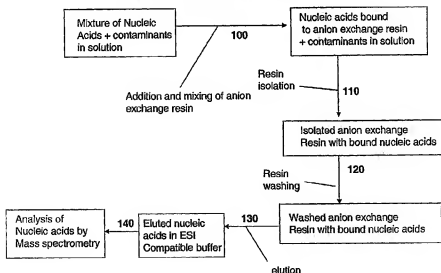 Mixture of Nucleic
Acids + contaminants
in solution
100
Nucleic acids bound
to anion exchange resin
+ contaminants in solution
Addition and mixing of anion
exchange resin
Resin
isolation
110
Isolated anion exchange
Resin with bound nucleic acids
120
Resin
washing
Washed anion exchange
Resin with bound nucleic acids
130
elution
Eluted nucleic
acids in ESI
Compatible buffer
140
Analysis of
Nucleic acids by
Mass spectrometry